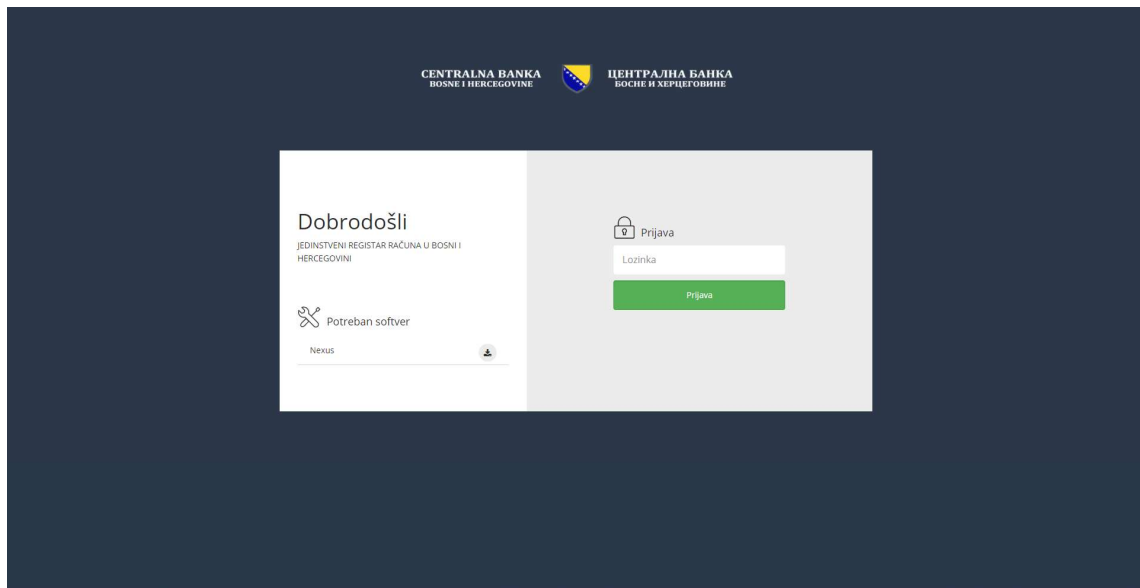 CENTRALNA BANKA
BOSNE I HERCEGOVINE
ЦЕНТРАЛНА БАНКА
БОСНЕ И ХЕРЦЕГОВИНЕ
Dobrodošli
JEDINSTVENI REGISTAR RAČUNA U BOSNI I
HERCEGOVINI
Potreban softver
Nexus
Prijava
Lozinka
Prijava